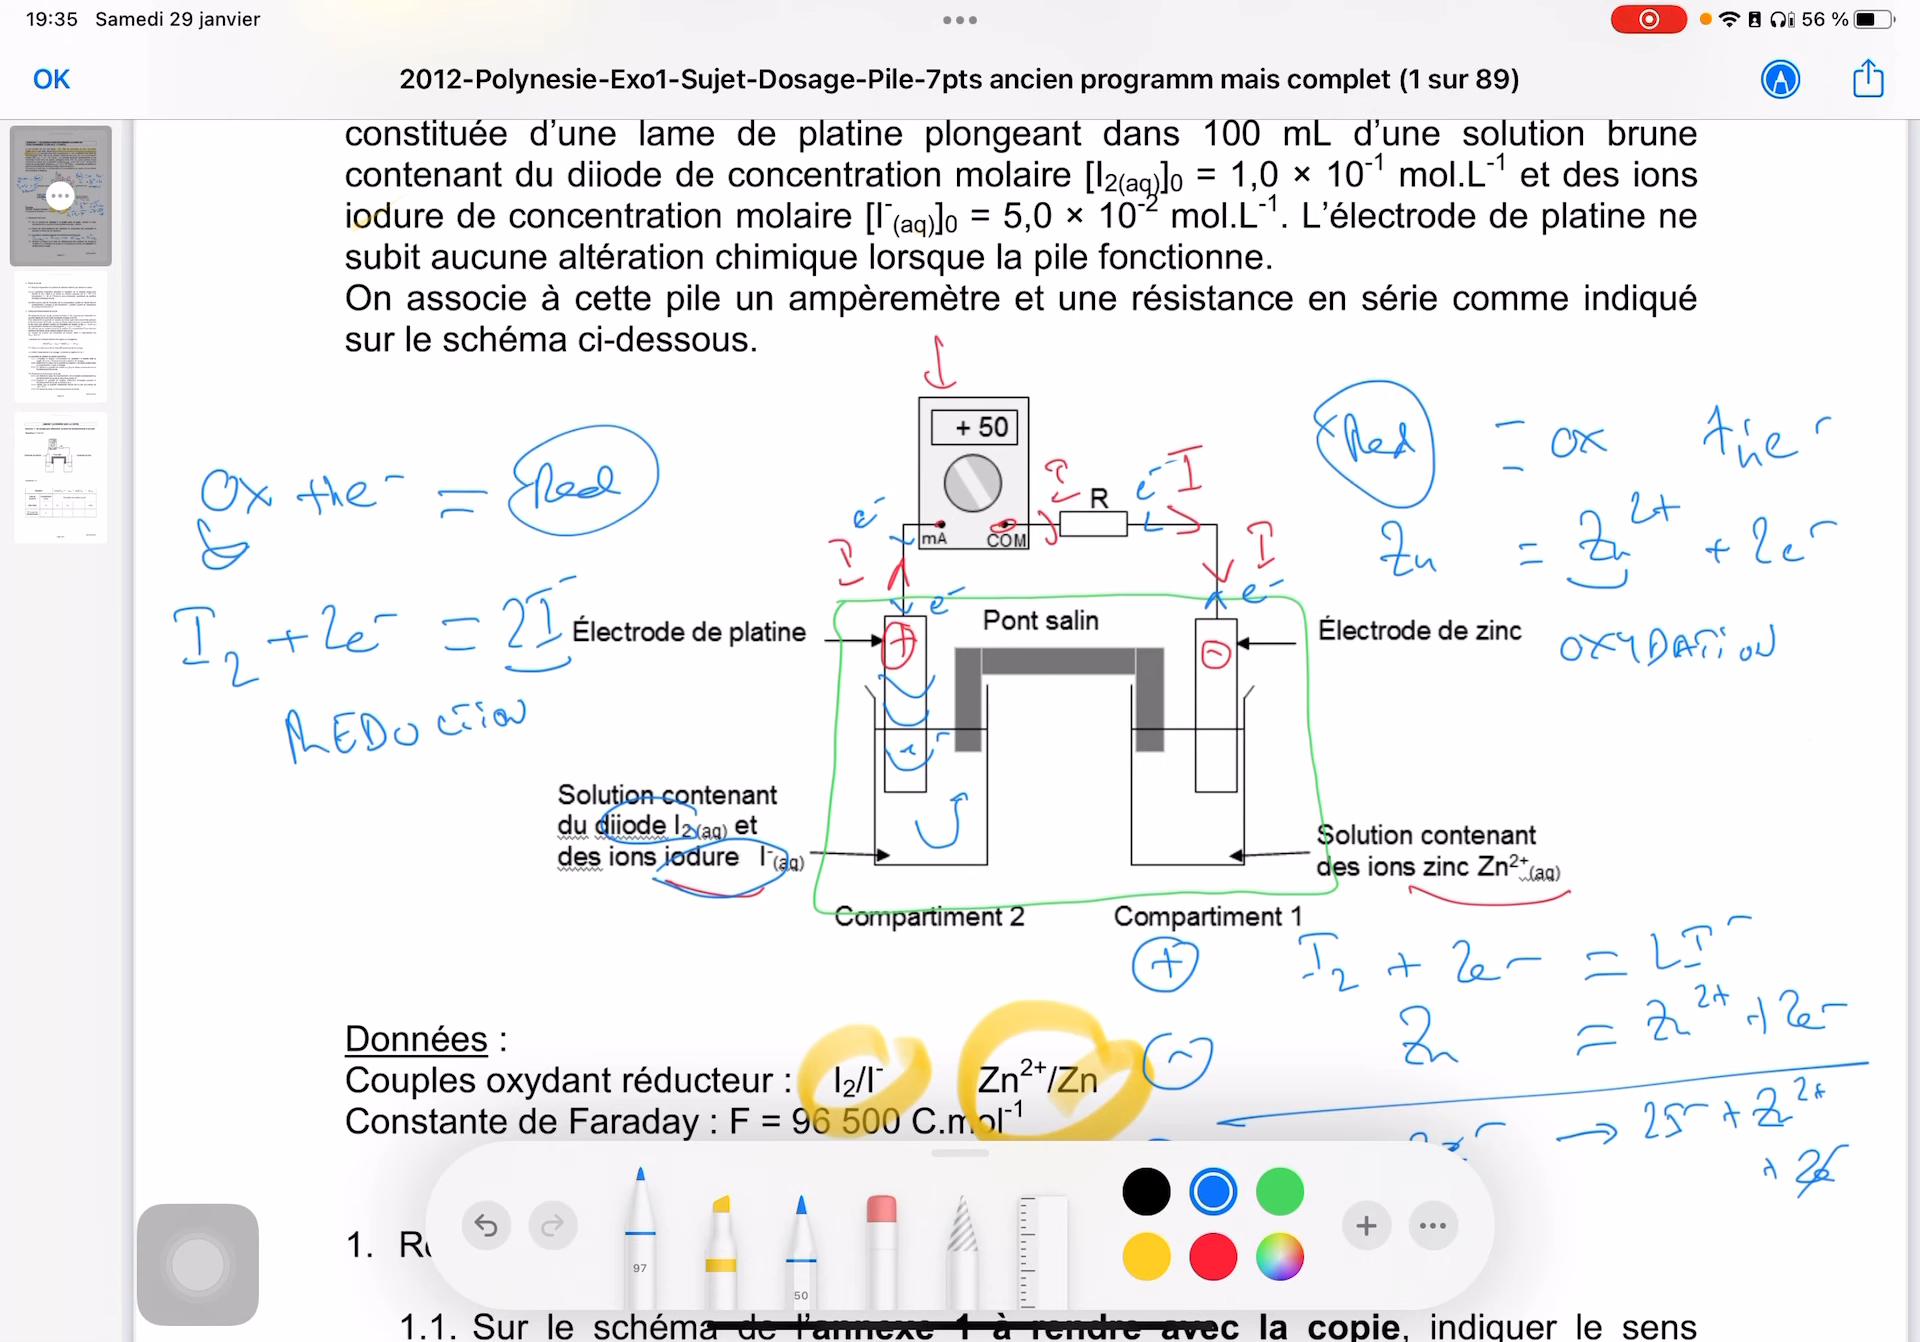 19:35 Samedi 29 janvier
56 %
OK
2012-Polynesie-Exo1-Sujet-Dosage-Pile-7pts ancien programm mais complet (1 sur 89)
constituée d'une lame de platine plongeant dans 100 mL d'une solution brune
contenant du diiode de concentration molaire [I2(aq)]0 = 1,0 × 10-1 mol.L-1 et des ions
iodure de concentration molaire [I-(aq)]0 = 5,0 × 10-2 mol.L-1. L'électrode de platine ne
subit aucune altération chimique lorsque la pile fonctionne.
On associe à cette pile un ampèremètre et une résistance en série comme indiqué
sur le schéma ci-dessous.
+ 50
mA
COM
R
I
e-
I
e-
I
I
e-
e-
Ox + ne- = Red
I2 + 2e- = 2I-
REDUCTION
Red = ox + ne-
Zn = Zn2+ + 2e-
OXYDATION
Électrode de platine
+
Pont salin
-
Électrode de zinc
e-
Solution contenant
du diiode I2(aq) et
des ions iodure I-(aq)
Solution contenant
des ions zinc Zn2+(aq)
Compartiment 2
Compartiment 1
+ I2 + 2e- = 2I-
- Zn = Zn2+ + 2e-
→ 2I- + Zn2+
+ 2e-
Données :
Couples oxydant réducteur : I2/I- Zn2+/Zn
Constante de Faraday : F = 96 500 C.mol-1
97
50
1.
1.1. Sur le schéma de l'annexe 1 à rendre avec la copie, indiquer le sens